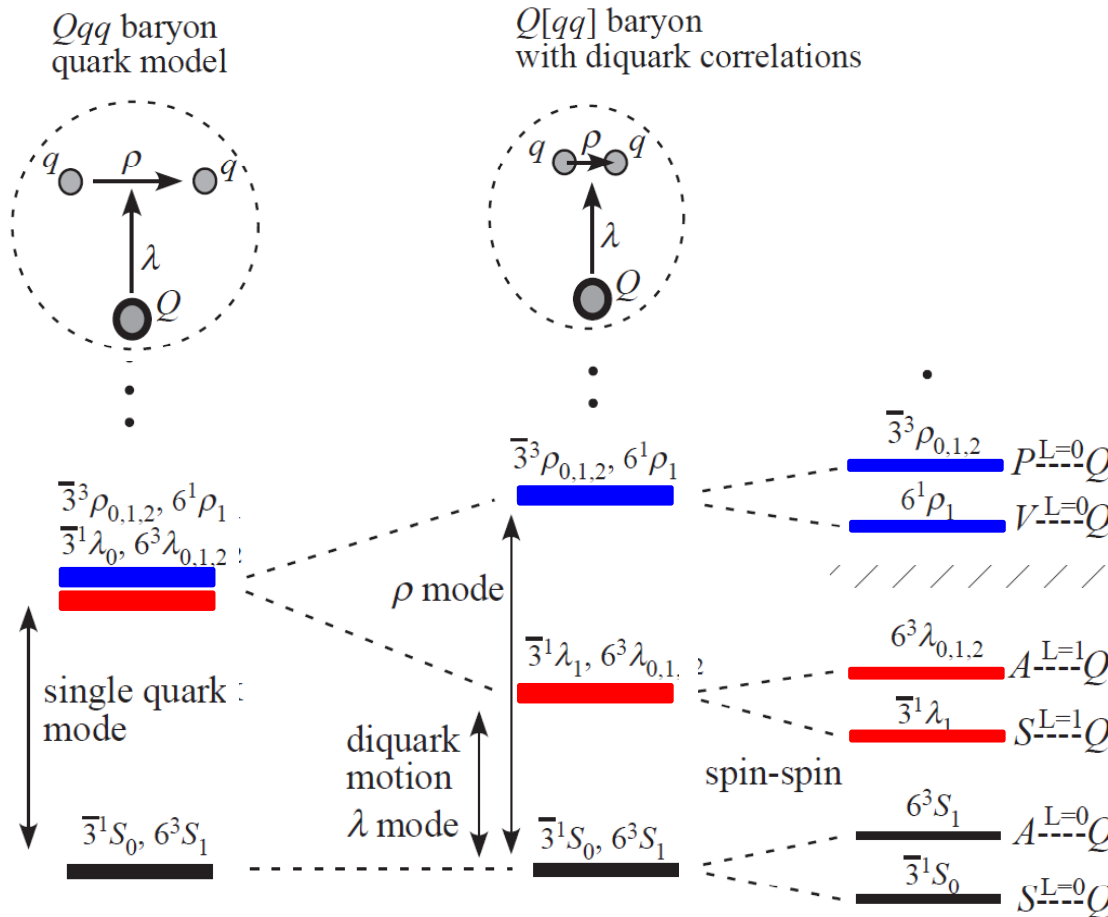 Qqq baryon
quark model
Q[qq] baryon
with diquark correlations
q ρ q
λ
Q
q ρ q
λ
Q
3̅³ρ₀,₁,₂, 6¹ρ₁
3̅¹λ₀, 6³λ₀,₁,₂
single quark
mode
3̅¹S₀, 6³S₁
3̅³ρ₀,₁,₂, 6¹ρ₁
ρ mode
3̅¹λ₁, 6³λ₀,₁,₂
diquark
motion
λ mode
3̅¹S₀, 6³S₁
spin-spin
3̅³ρ₀,₁,₂
P L=0 Q
6¹ρ₁
V L=0 Q
6³λ₀,₁,₂
A L=1 Q
3̅¹λ₁
S L=1 Q
6³S₁
A L=0 Q
3̅¹S₀
S L=0 Q